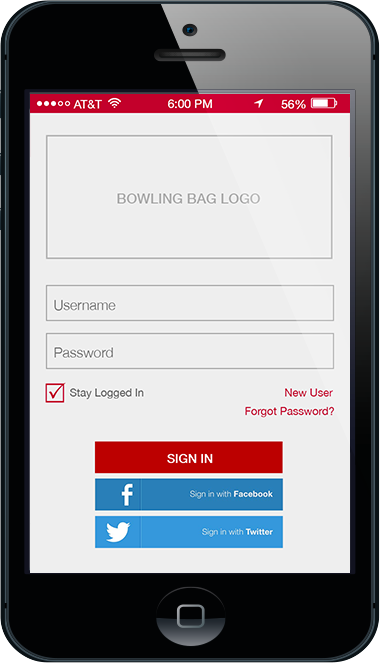 AT&T 6:00 PM 56%
BOWLING BAG LOGO
Username
Password
Stay Logged In New User
Forgot Password?
SIGN IN
Sign in with Facebook
Sign in with Twitter